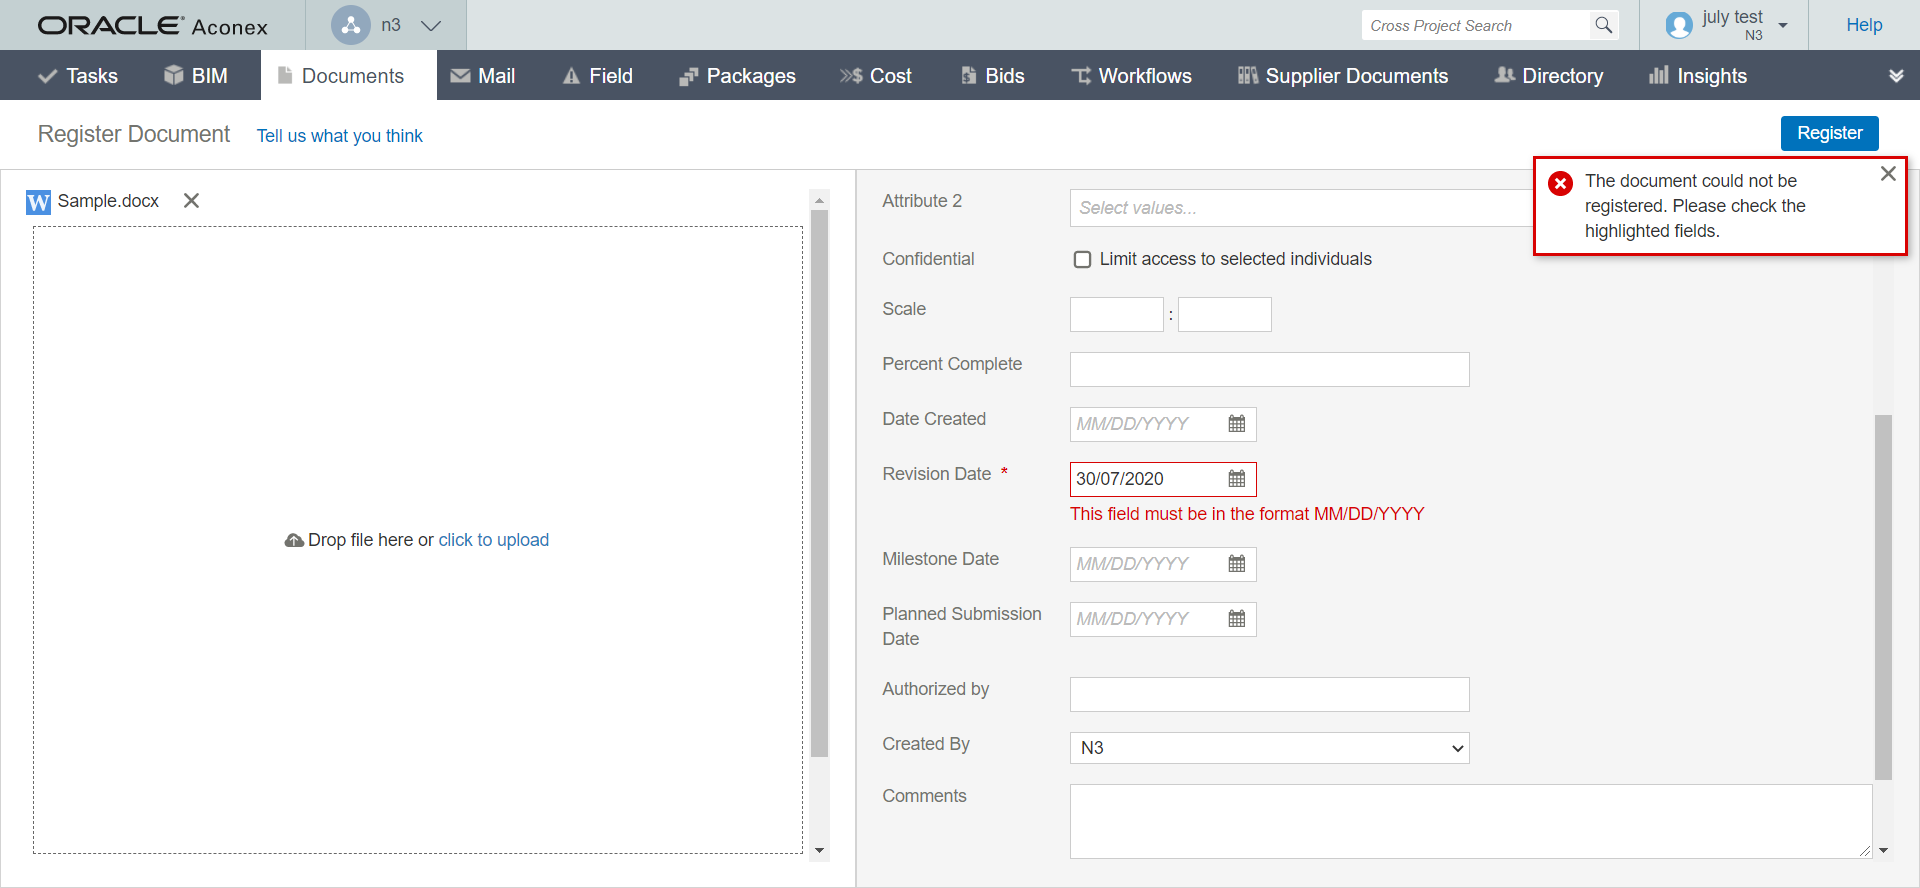 ORACLE Aconex
n3
Cross Project Search
july test
N3
Help
Tasks
BIM
Documents
Mail
Field
Packages
Cost
Bids
Workflows
Supplier Documents
Directory
Insights
Register Document
Tell us what you think
Register
The document could not be
registered. Please check the
highlighted fields.
W Sample.docx
Drop file here or click to upload
Attribute 2
Select values...
Confidential
Limit access to selected individuals
Scale
:
Percent Complete
Date Created
MM/DD/YYYY
Revision Date *
30/07/2020
This field must be in the format MM/DD/YYYY
Milestone Date
MM/DD/YYYY
Planned Submission
Date
MM/DD/YYYY
Authorized by
Created By
N3
Comments